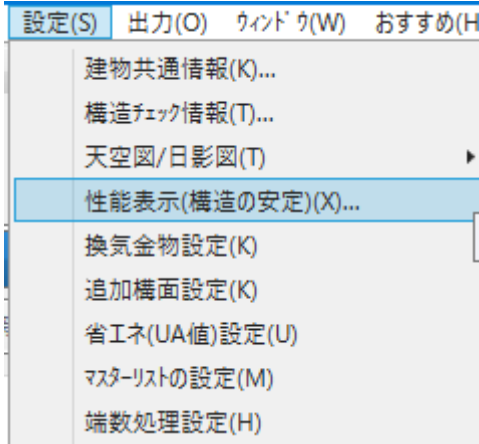 設定(S) 出力(O) ｳｨﾝﾄﾞｳ(W) おすすめ(H
建物共通情報(K)...
構造ﾁｪｯｸ情報(T)...
天空図/日影図(T)
性能表示(構造の安定)(X)...
換気金物設定(K)
追加構面設定(K)
省エネ(UA値)設定(U)
ﾏｽﾀｰﾘｽﾄの設定(M)
端数処理設定(H)